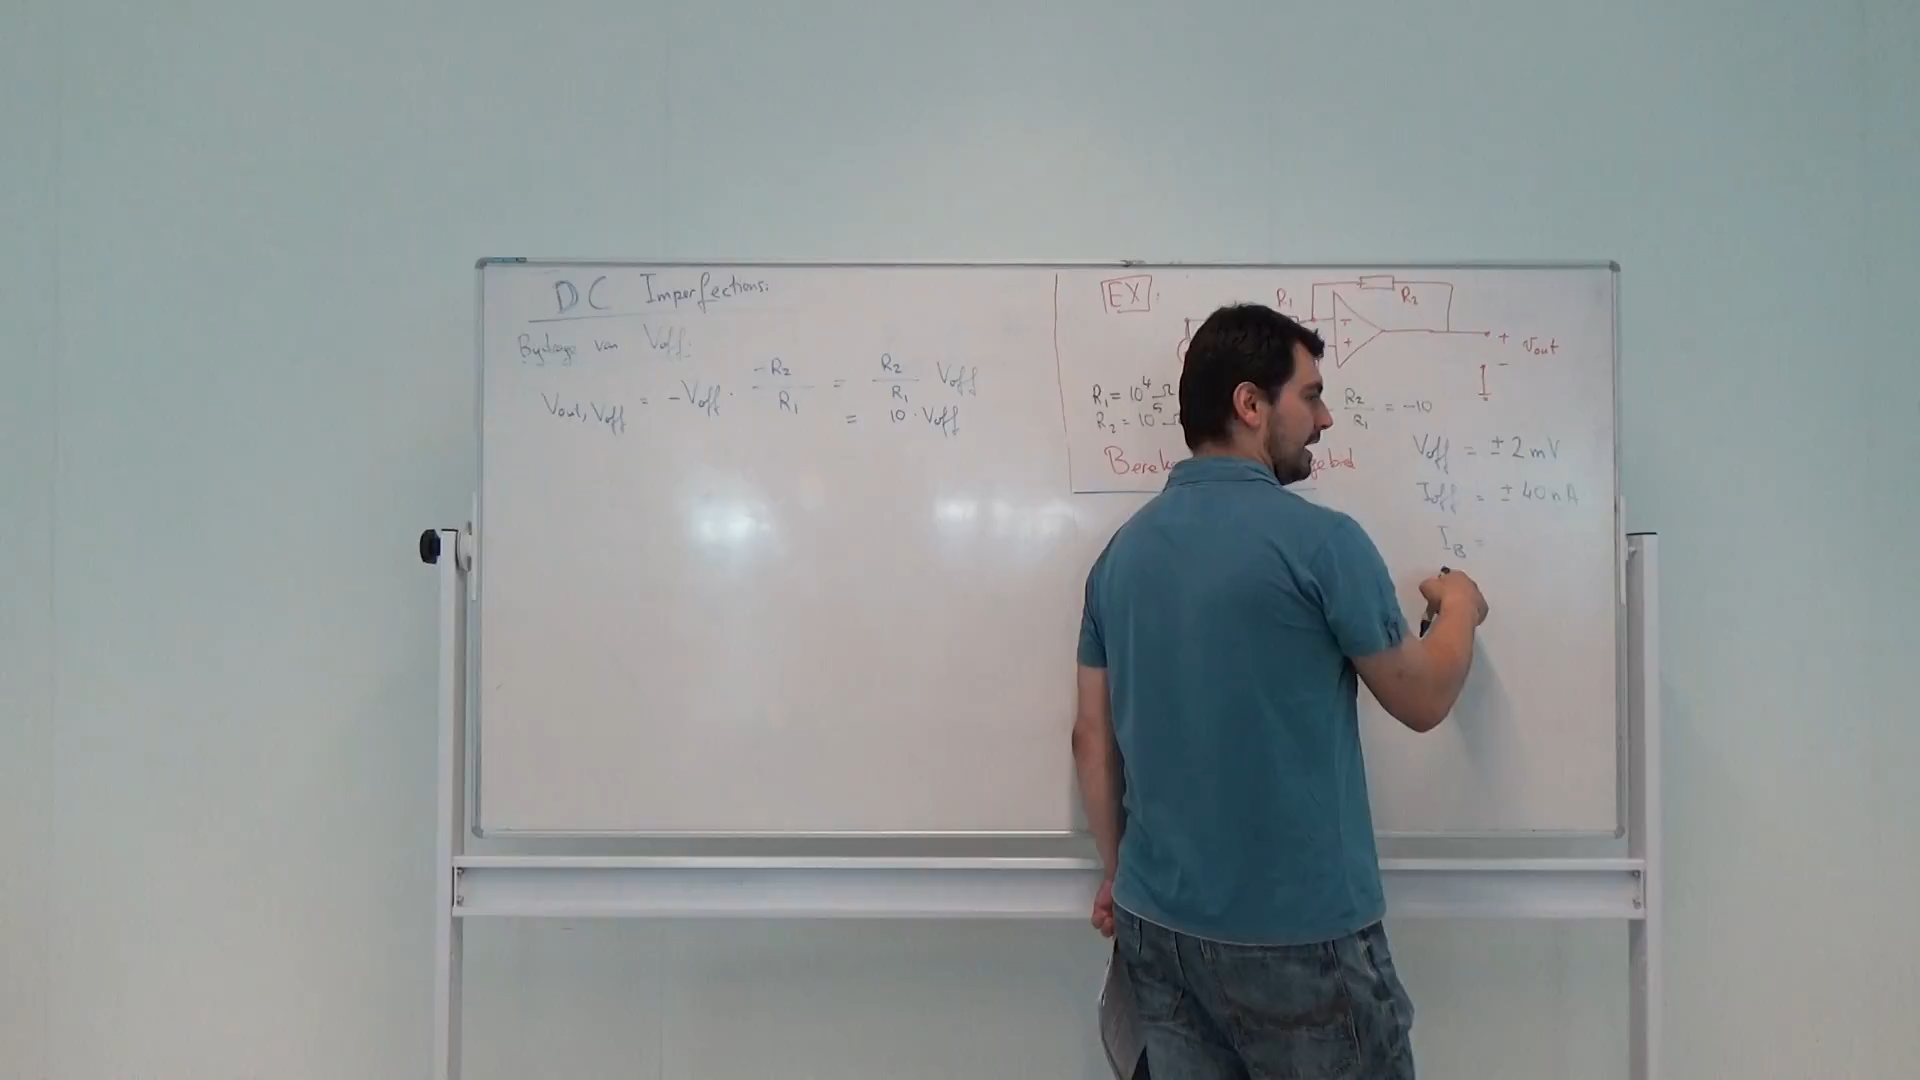 DC Imperfections:
Bijdrage van Voff:
Vout, Voff = -Voff · -R2 / R1 = R2 / R1 Voff
= 10 · Voff
EX:
R1
R2
- +
+ vout -
R1 = 10^4 Ω
R2 = 10^5 Ω
R2 / R1 = -10
Voff = ± 2 mV
Ioff = ± 40 nA
IB =